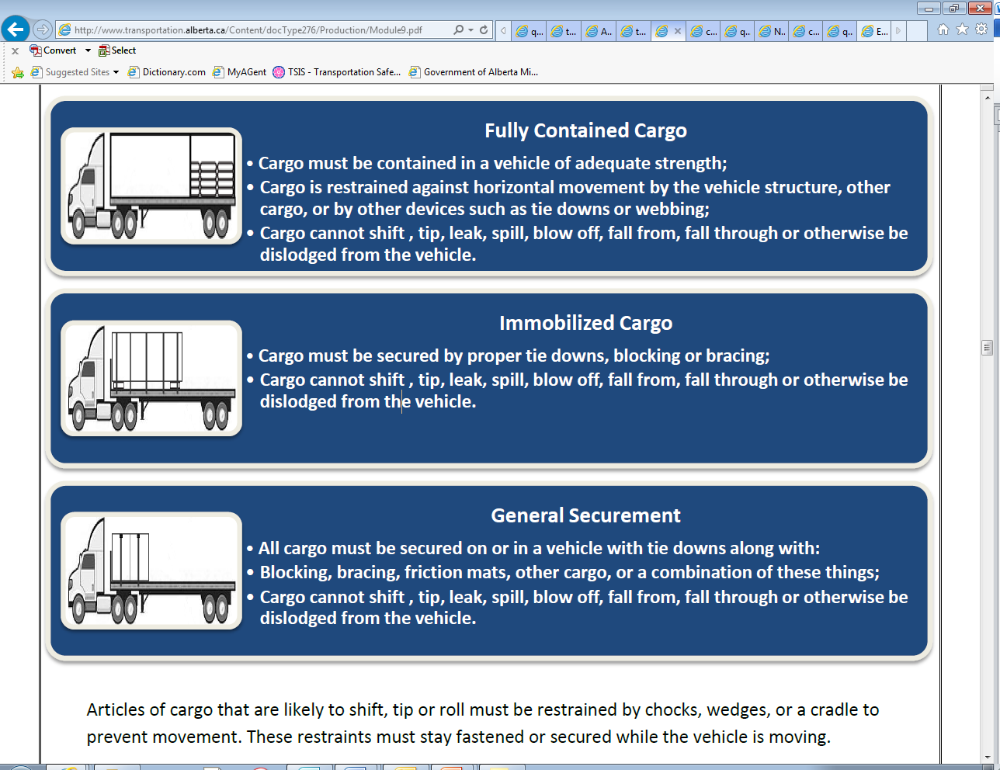 http://www.transportation.alberta.ca/Content/docType276/Production/Module9.pdf
q... t... A.. t... c... q.. N.. c... q.. E...
x Convert Select
Suggested Sites Dictionary.com MyAGent TSIS - Transportation Safe... Government of Alberta Mi...
Fully Contained Cargo
• Cargo must be contained in a vehicle of adequate strength;
• Cargo is restrained against horizontal movement by the vehicle structure, other
cargo, or by other devices such as tie downs or webbing;
• Cargo cannot shift , tip, leak, spill, blow off, fall from, fall through or otherwise be
dislodged from the vehicle.
Immobilized Cargo
• Cargo must be secured by proper tie downs, blocking or bracing;
• Cargo cannot shift , tip, leak, spill, blow off, fall from, fall through or otherwise be
dislodged from the vehicle.
General Securement
• All cargo must be secured on or in a vehicle with tie downs along with:
• Blocking, bracing, friction mats, other cargo, or a combination of these things;
• Cargo cannot shift , tip, leak, spill, blow off, fall from, fall through or otherwise be
dislodged from the vehicle.
Articles of cargo that are likely to shift, tip or roll must be restrained by chocks, wedges, or a cradle to
prevent movement. These restraints must stay fastened or secured while the vehicle is moving.